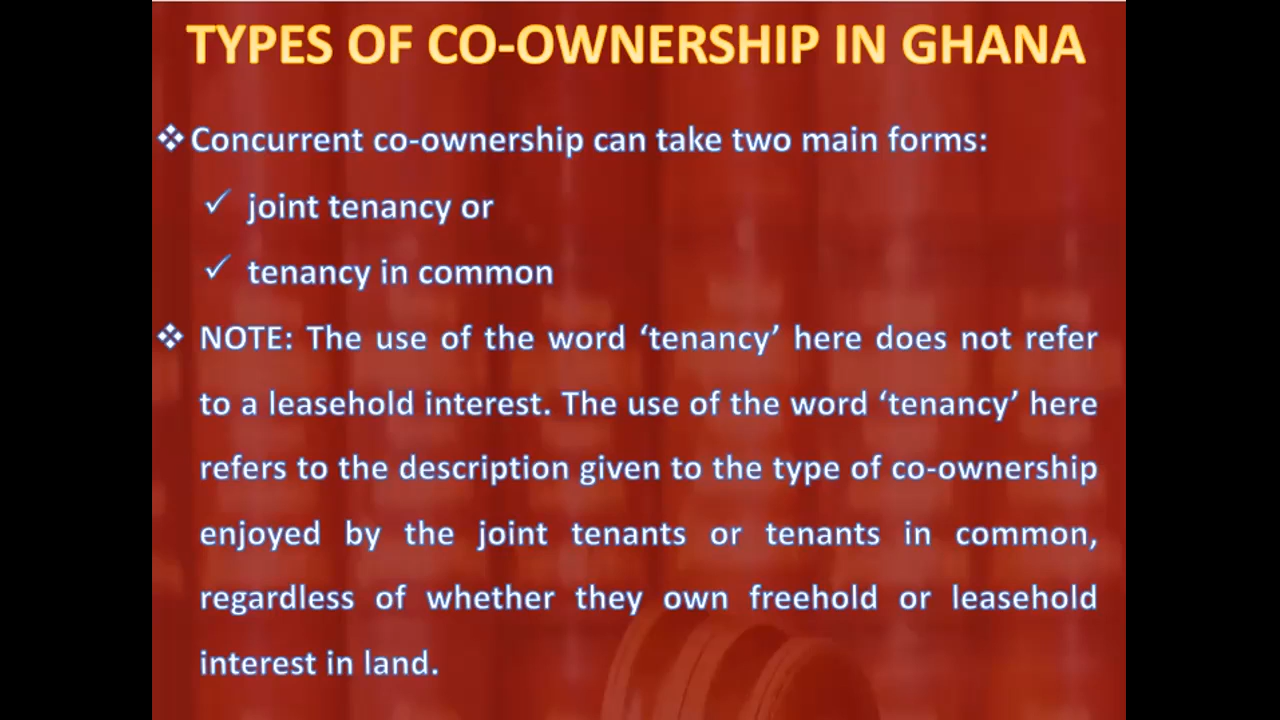 TYPES OF CO-OWNERSHIP IN GHANA
❖Concurrent co-ownership can take two main forms:
✓ joint tenancy or
✓ tenancy in common
❖ NOTE: The use of the word ‘tenancy’ here does not refer
to a leasehold interest. The use of the word ‘tenancy’ here
refers to the description given to the type of co-ownership
enjoyed by the joint tenants or tenants in common,
regardless of whether they own freehold or leasehold
interest in land.